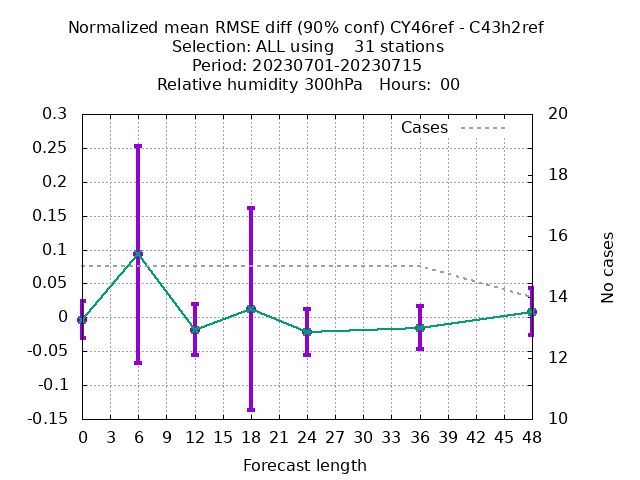 Normalized mean RMSE diff (90% conf) CY46ref - C43h2ref
Selection: ALL using    31 stations
Period: 20230701-20230715
Relative humidity 300hPa   Hours:  00
Cases
0.3
0.25
0.2
0.15
0.1
0.05
0
-0.05
-0.1
-0.15
20
18
16
14
12
10
No cases
0 3 6 9 12 15 18 21 24 27 30 33 36 39 42 45 48
Forecast length